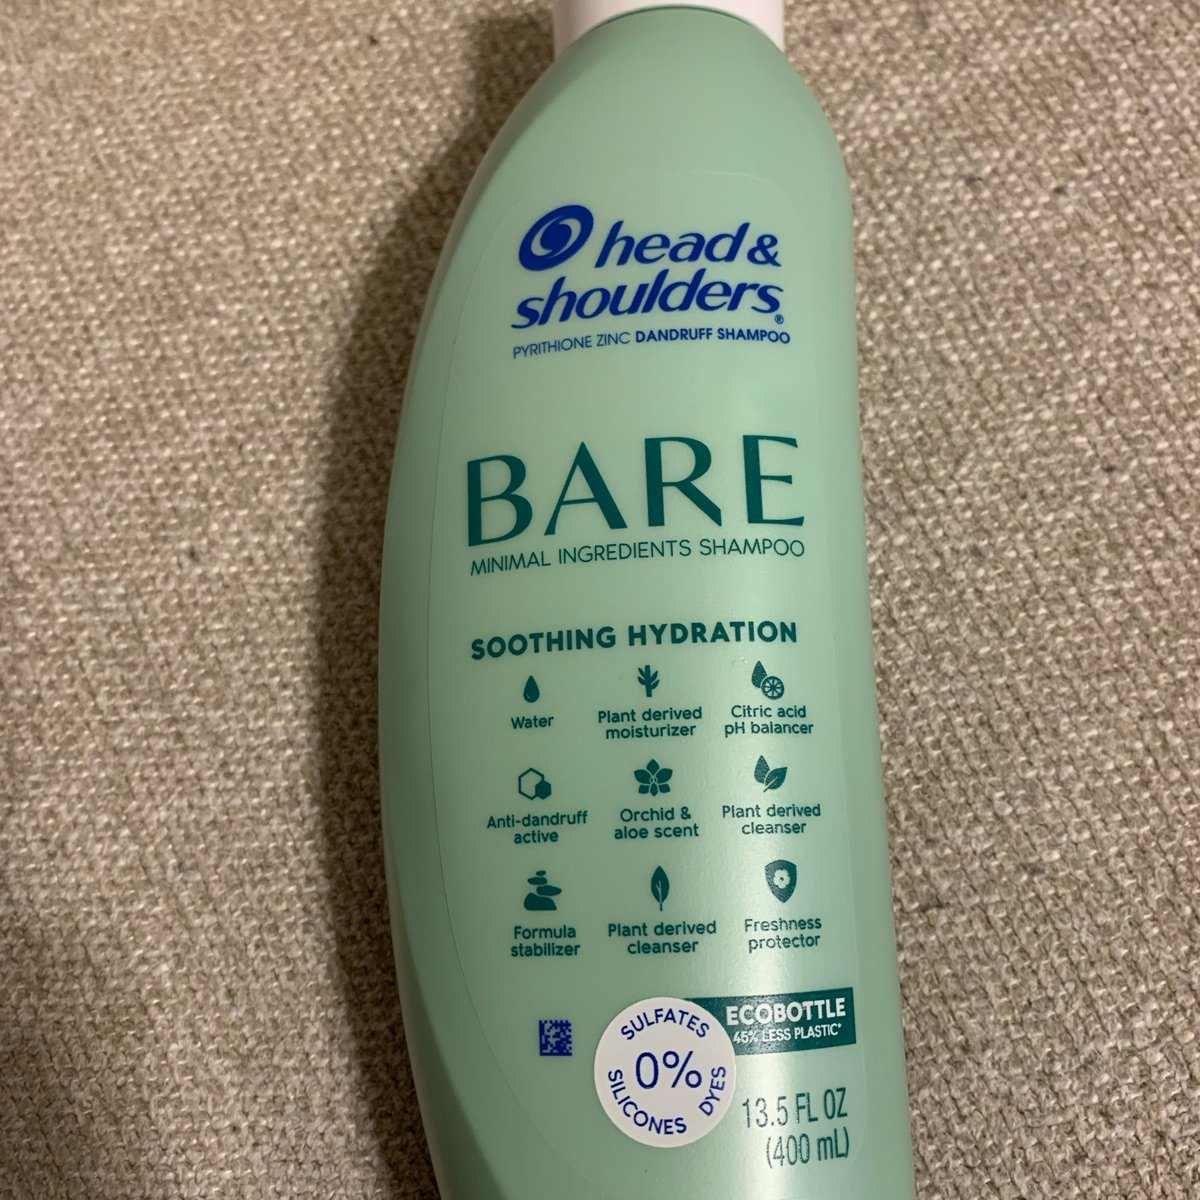 head &
shoulders®
PYRITHIONE ZINC DANDRUFF SHAMPOO
BARE
MINIMAL INGREDIENTS SHAMPOO
SOOTHING HYDRATION
Water
Plant derived
moisturizer
Citric acid
pH balancer
Anti-dandruff
active
Orchid &
aloe scent
Plant derived
cleanser
Formula
stabilizer
Plant derived
cleanser
Freshness
protector
ECOBOTTLE
45% LESS PLASTIC*
SULFATES
0%
SILICONES
DYES
13.5 FL OZ
(400 mL)